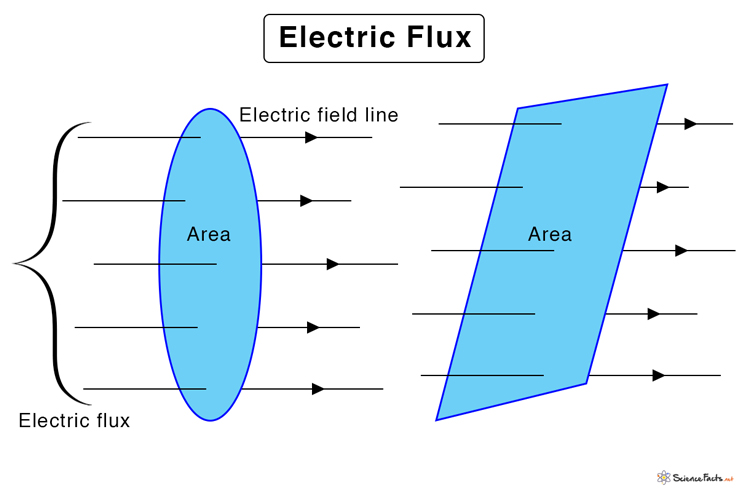 Electric Flux
Electric field line
Area
Area
Electric flux
ScienceFacts.net